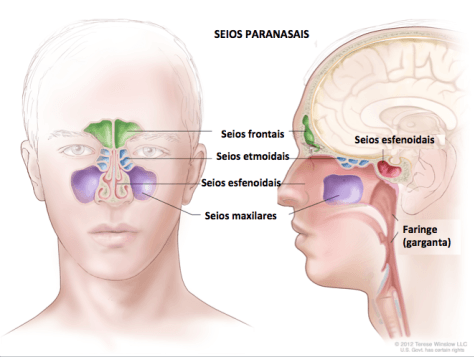 SEIOS PARANASAIS
Seios frontais
Seios esfenoidais
Seios etmoidais
Seios esfenoidais
Seios maxilares
Faringe
(garganta)
© 2012 Terese Winslow LLC
U.S. Govt. has certain rights